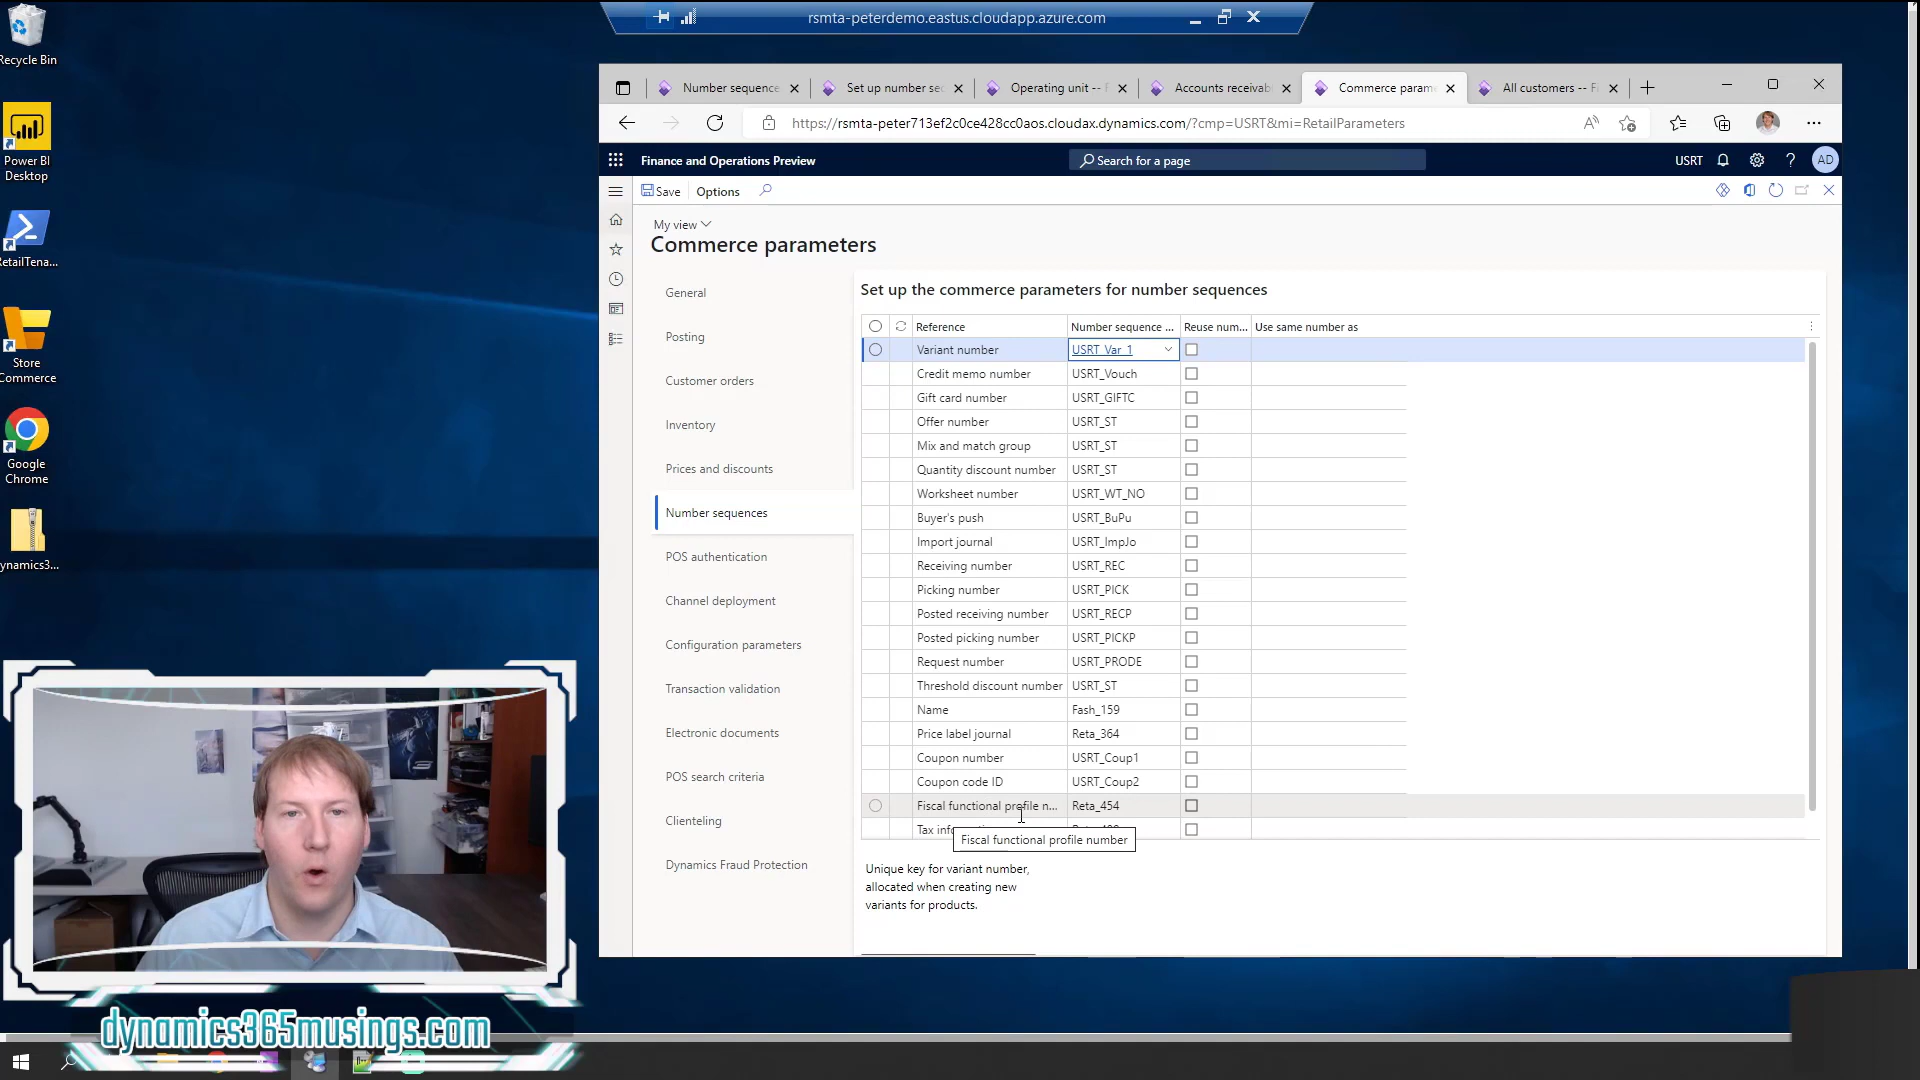 rsmta-peterdemo.eastus.cloudapp.azure.com
Recycle Bin
Power BI
Desktop
RetailTena...
Store
Commerce
Google
Chrome
ynamics3...
Number sequence
Set up number se
Operating unit --
Accounts receivab
Commerce param
All customers -- Fi
https://rsmta-peter713ef2c0ce428cc0aos.cloudax.dynamics.com/?cmp=USRT&mi=RetailParameters
Finance and Operations Preview
Search for a page
USRT
AD
Save
Options
My view
Commerce parameters
General
Posting
Customer orders
Inventory
Prices and discounts
Number sequences
POS authentication
Channel deployment
Configuration parameters
Transaction validation
Electronic documents
POS search criteria
Clienteling
Dynamics Fraud Protection
Set up the commerce parameters for number sequences
Reference Number sequence ... Reuse num... Use same number as
Variant number USRT_Var_1
Credit memo number USRT_Vouch
Gift card number USRT_GIFTC
Offer number USRT_ST
Mix and match group USRT_ST
Quantity discount number USRT_ST
Worksheet number USRT_WT_NO
Buyer's push USRT_BuPu
Import journal USRT_ImpJo
Receiving number USRT_REC
Picking number USRT_PICK
Posted receiving number USRT_RECP
Posted picking number USRT_PICKP
Request number USRT_PRODE
Threshold discount number USRT_ST
Name Fash_159
Price label journal Reta_364
Coupon number USRT_Coup1
Coupon code ID USRT_Coup2
Fiscal functional profile n... Reta_454
Tax
Fiscal functional profile number
Unique key for variant number,
allocated when creating new
variants for products.
dynamics365musings.com